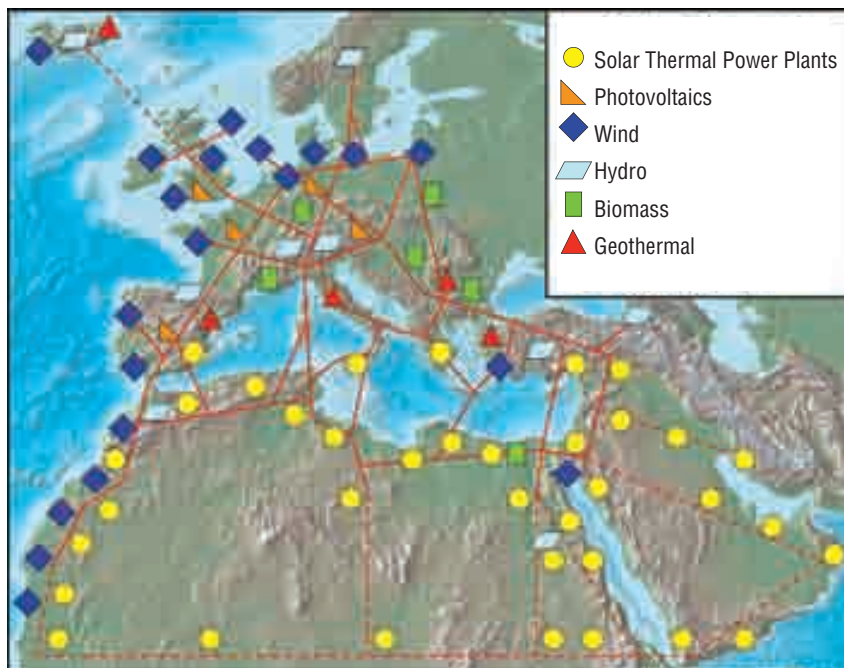 Solar Thermal Power Plants
Photovoltaics
Wind
Hydro
Biomass
Geothermal